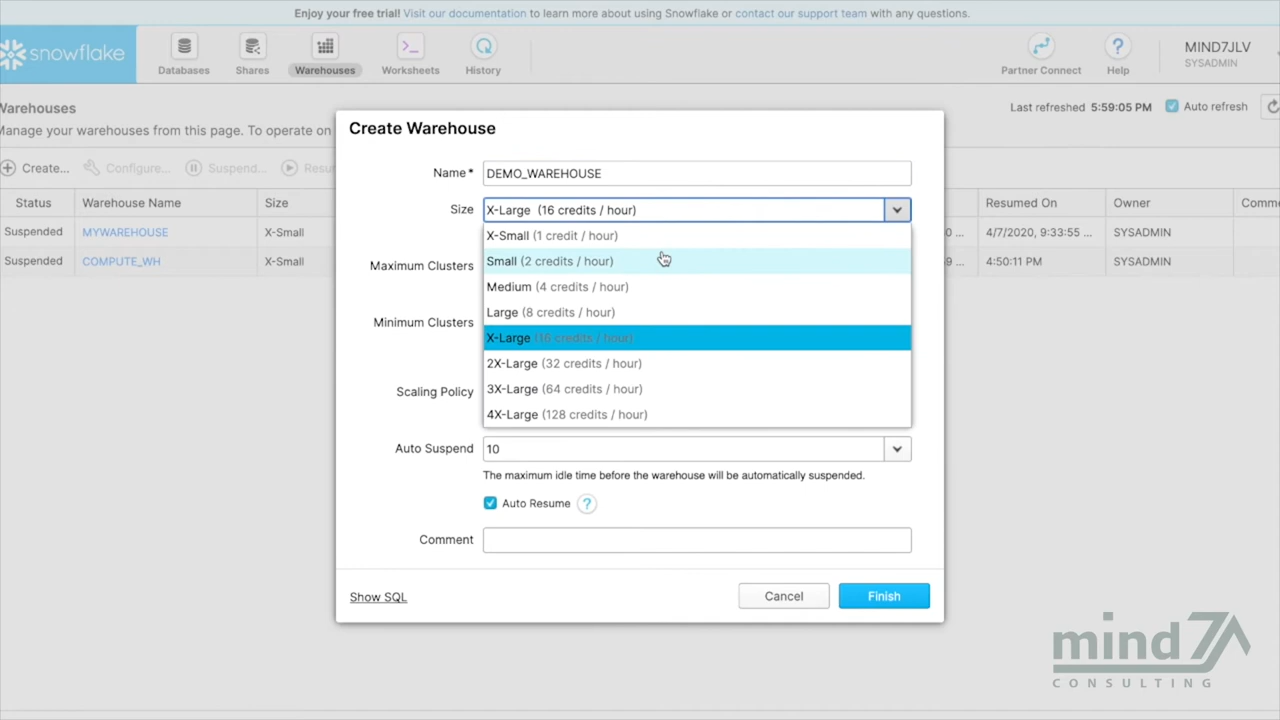 Enjoy your free trial! Visit our documentation to learn more about using Snowflake or contact our support team with any questions.
snowflake
Databases
Shares
Warehouses
Worksheets
History
Partner Connect
Help
MIND7JLV
SYSADMIN
Warehouses
Last refreshed 5:59:05 PM Auto refresh
Manage your warehouses from this page. To operate on
Create... Configure... Suspend... Resu
Status Warehouse Name Size Resumed On Owner Comme
Suspended MYWAREHOUSE X-Small 0 ... 4/7/2020, 9:33:55 ... SYSADMIN
Suspended COMPUTE_WH X-Small 9 ... 4:50:11 PM SYSADMIN
Create Warehouse
Name* DEMO_WAREHOUSE
Size X-Large (16 credits / hour)
X-Small (1 credit / hour)
Small (2 credits / hour)
Medium (4 credits / hour)
Large (8 credits / hour)
X-Large (16 credits / hour)
2X-Large (32 credits / hour)
3X-Large (64 credits / hour)
4X-Large (128 credits / hour)
Maximum Clusters
Minimum Clusters
Scaling Policy
Auto Suspend 10
The maximum idle time before the warehouse will be automatically suspended.
Auto Resume ?
Comment
Show SQL
Cancel
Finish
mind7
CONSULTING